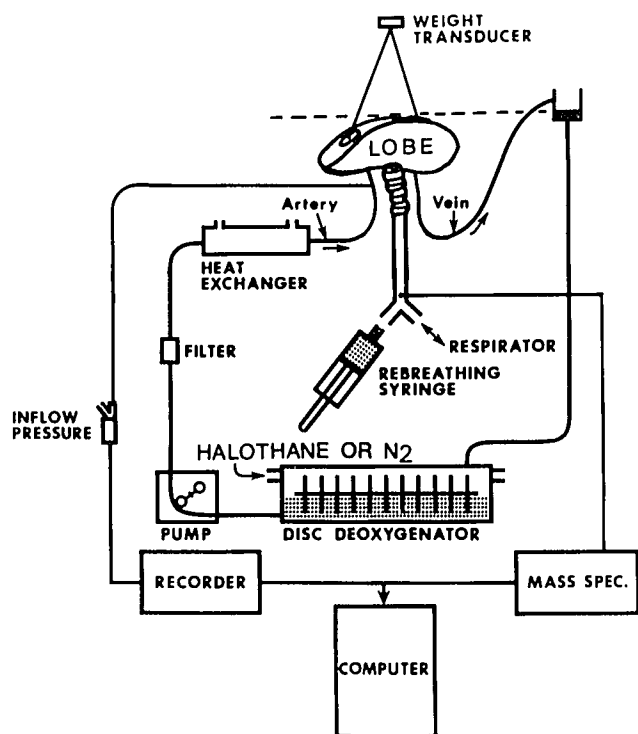 WEIGHT
TRANSDUCER
LOBE
Artery
Vein
HEAT
EXCHANGER
FILTER
RESPIRATOR
REBREATHING
SYRINGE
INFLOW
PRESSURE
HALOTHANE OR N2
PUMP
DISC DEOXYGENATOR
RECORDER
MASS SPEC.
COMPUTER